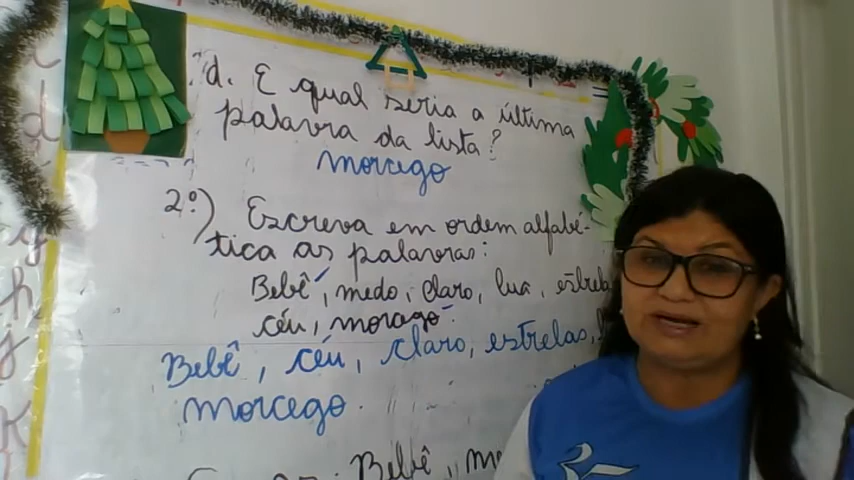 d. E qual seria a última
palavra da lista?
morcego
2º) Escreva em ordem alfabé-
tica as palavras:
Bebê, medo, claro, lua, estrela
céu, morcego.
Bebê, céu, claro, estrelas,
morcego.
Bebê,